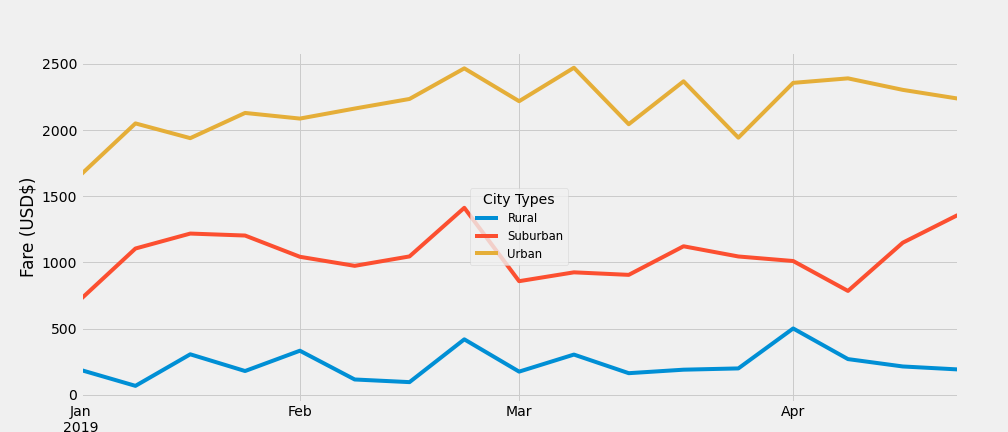 2500
2000
1500
1000
500
0
Fare (USD$)
City Types
Rural
Suburban
Urban
Jan Feb Mar Apr
2019